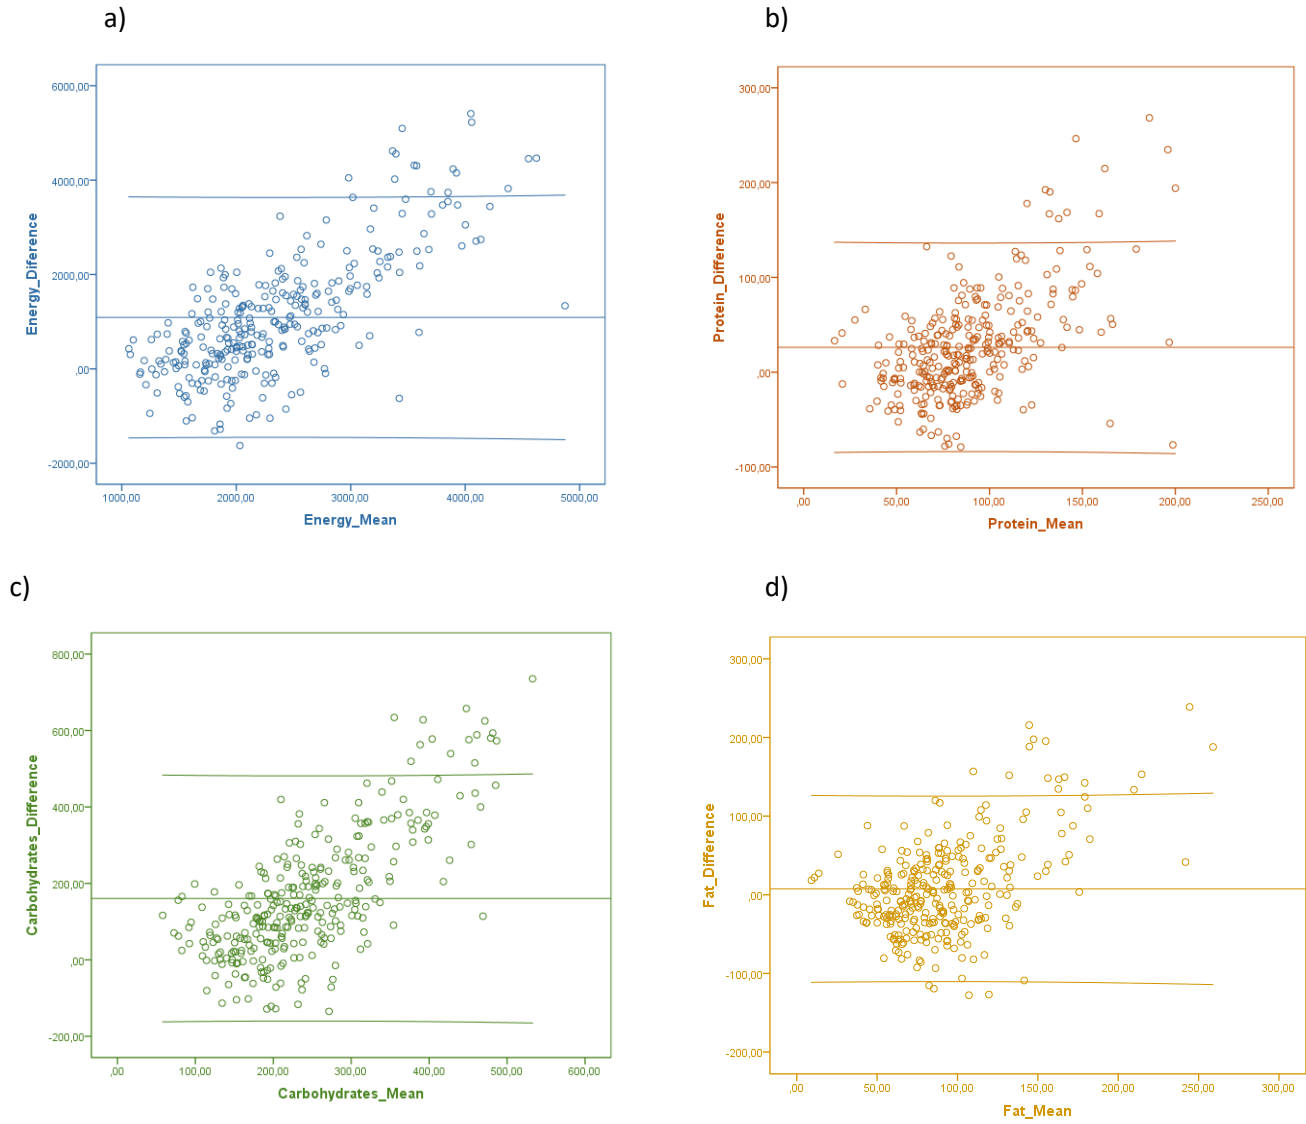 a)
6000,00
4000,00
2000,00
,00
-2000,00
Energy_Diference
1000,00 2000,00 3000,00 4000,00 5000,00
Energy_Mean
b)
300,00
200,00
100,00
,00
-100,00
Protein_Difference
,00 50,00 100,00 150,00 200,00 250,00
Protein_Mean
c)
800,00
600,00
400,00
200,00
,00
-200,00
Carbohydrates_Difference
,00 100,00 200,00 300,00 400,00 500,00 600,00
Carbohydrates_Mean
d)
300,00
200,00
100,00
,00
-100,00
-200,00
Fat_Difference
,00 50,00 100,00 150,00 200,00 250,00 300,00
Fat_Mean